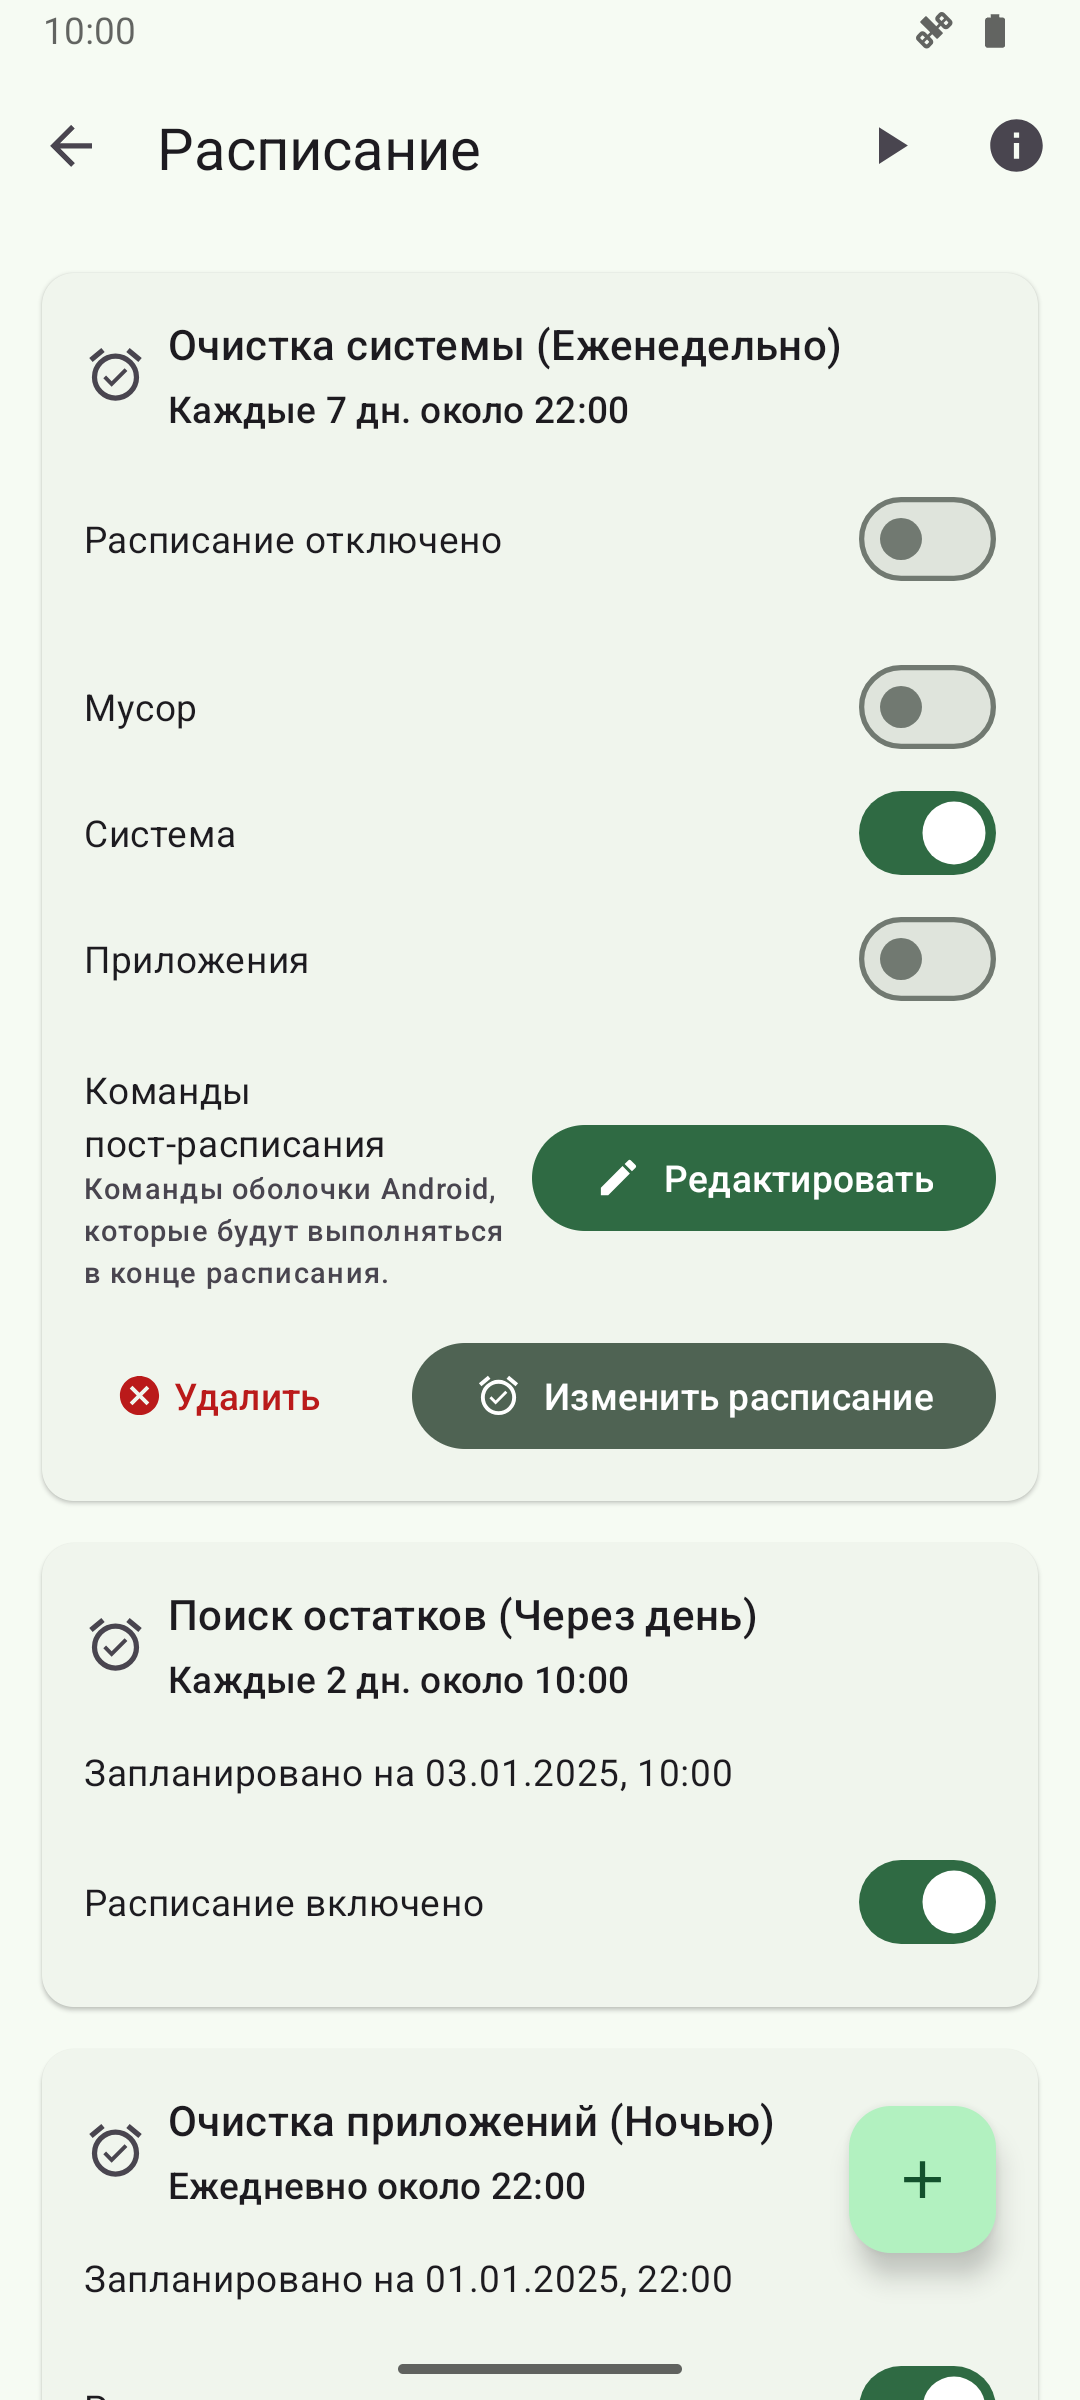 10:00
Расписание
Очистка системы (Еженедельно)
Каждые 7 дн. около 22:00
Расписание отключено
Мусор
Система
Приложения
Команды
пост-расписания
Команды оболочки Android,
которые будут выполняться
в конце расписания.
Редактировать
Удалить
Изменить расписание
Поиск остатков (Через день)
Каждые 2 дн. около 10:00
Запланировано на 03.01.2025, 10:00
Расписание включено
Очистка приложений (Ночью)
Ежедневно около 22:00
Запланировано на 01.01.2025, 22:00